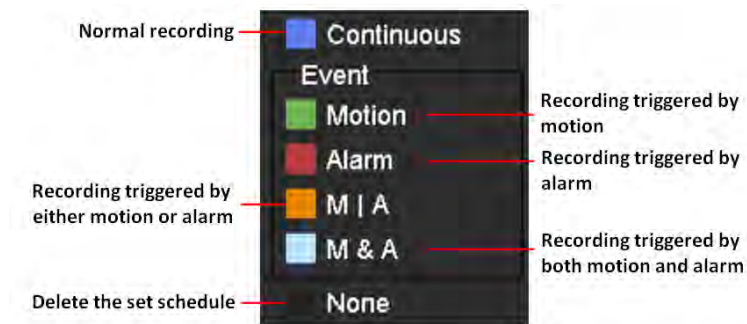 Normal recording
Continuous
Event
Motion
Recording triggered by
motion
Alarm
Recording triggered by
alarm
Recording triggered by
either motion or alarm
M | A
M & A
Recording triggered by
both motion and alarm
Delete the set schedule
None